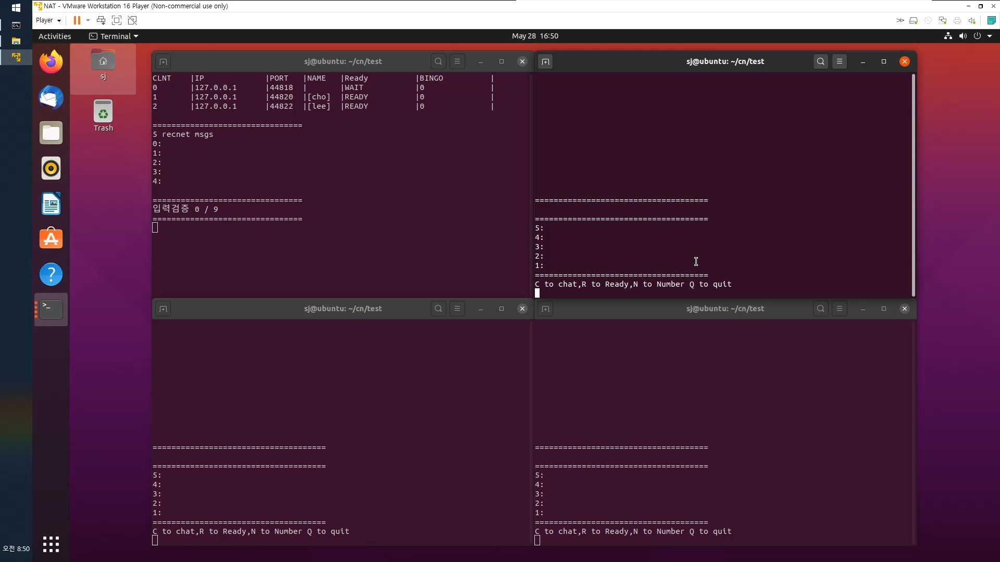 NAT - VMware Workstation 16 Player (Non-commercial use only)
Player
Activities
Terminal
May 28 16:50
sj
Trash
sj@ubuntu: ~/cn/test
CLNT |IP |PORT |NAME |Ready |BINGO |
0 |127.0.0.1 |44818 | |WAIT |0 |
1 |127.0.0.1 |44820 |[cho] |READY |0 |
2 |127.0.0.1 |44822 |[lee] |READY |0 |
================================
5 recnet msgs
0:
1:
2:
3:
4:
================================
입력검증 0 / 9
================================
sj@ubuntu: ~/cn/test
=====================================
=====================================
5:
4:
3:
2:
1:
=====================================
C to chat,R to Ready,N to Number Q to quit
sj@ubuntu: ~/cn/test
=====================================
=====================================
5:
4:
3:
2:
1:
=====================================
C to chat,R to Ready,N to Number Q to quit
sj@ubuntu: ~/cn/test
=====================================
=====================================
5:
4:
3:
2:
1:
=====================================
C to chat,R to Ready,N to Number Q to quit
오전 8:50